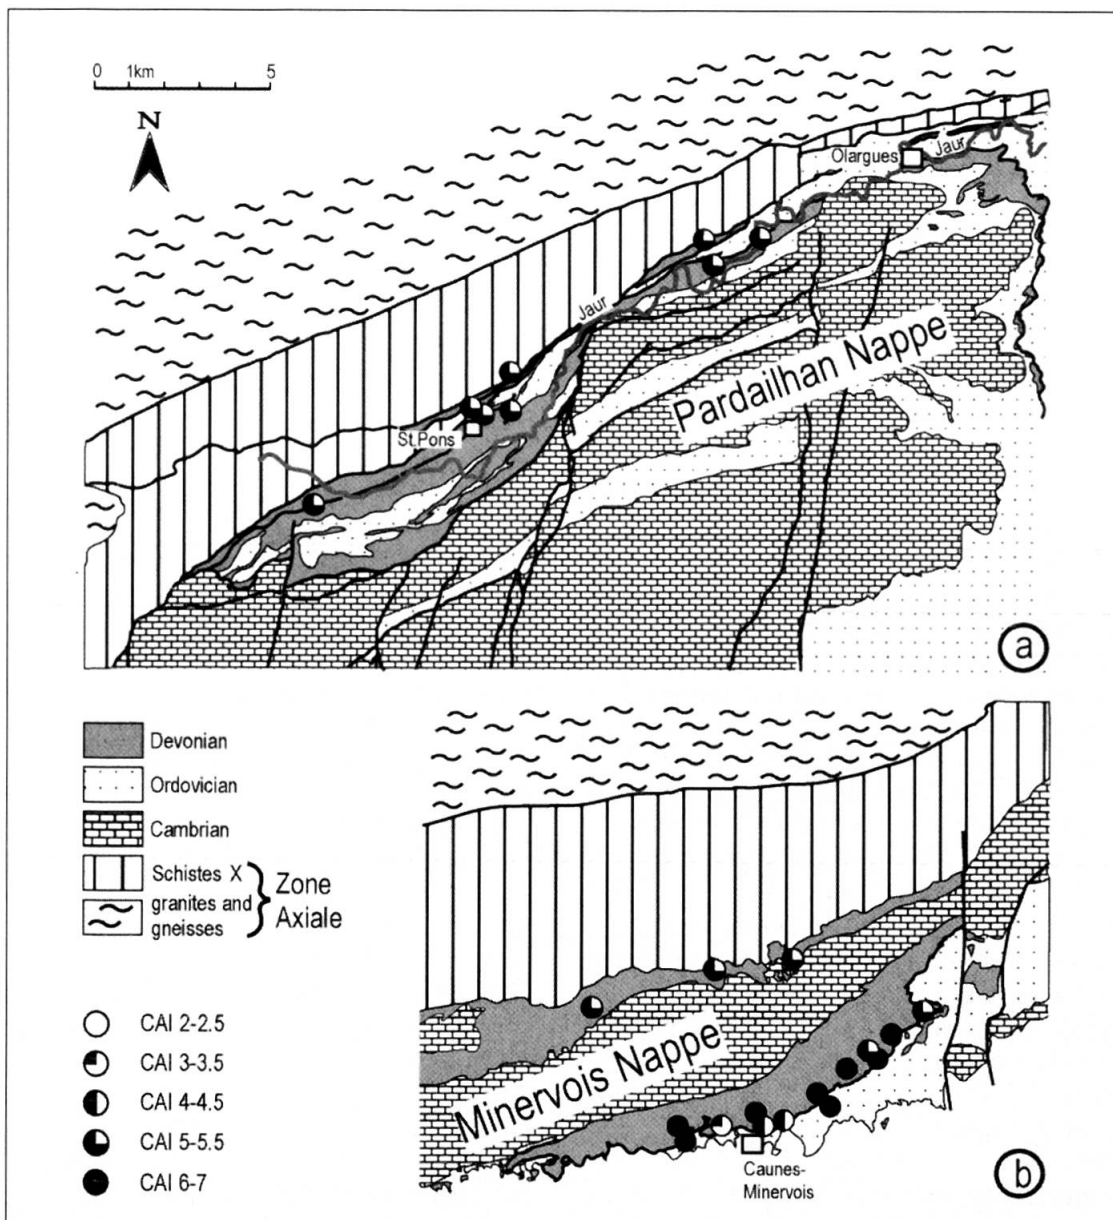 0 1km 5
N
Olargues
Jaur
Jaur
St.Pons
Pardailhan Nappe
a
Devonian
Ordovician
Cambrian
Schistes X
granites and
gneisses
Zone
Axiale
CAI 2-2.5
CAI 3-3.5
CAI 4-4.5
CAI 5-5.5
CAI 6-7
Minervois Nappe
Caunes-
Minervois
b